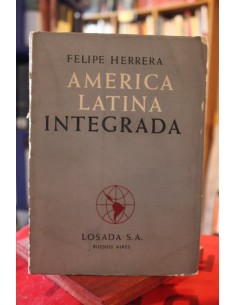 FELIPE HERRERA
AMERICA
LATINA
INTEGRADA
LOSADA S.A.
BUENOS AIRES